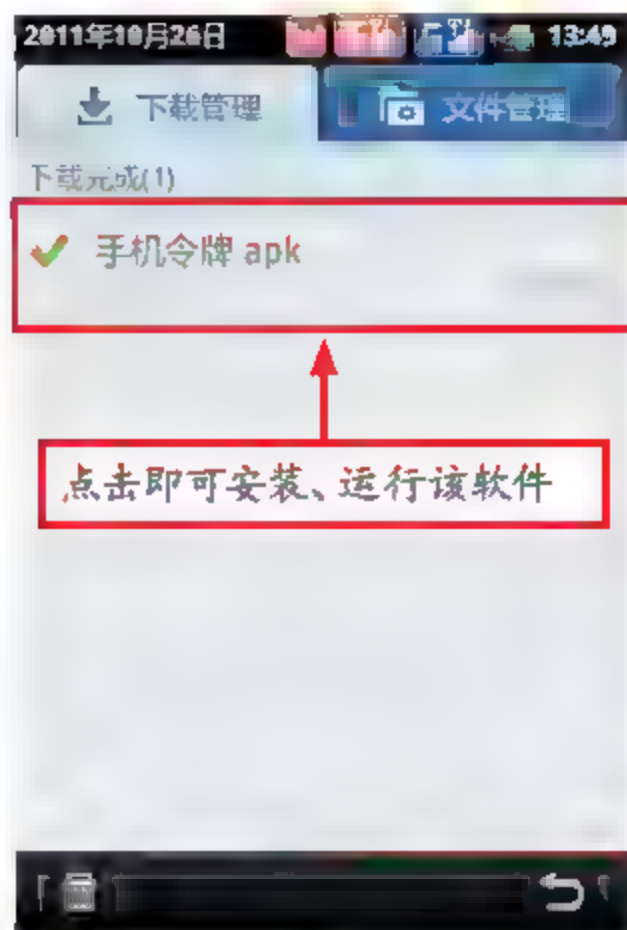 2011年10月26日 13:49
下载管理 文件管理
下载完成(1)
手机令牌 apk
点击即可安装、运行该软件